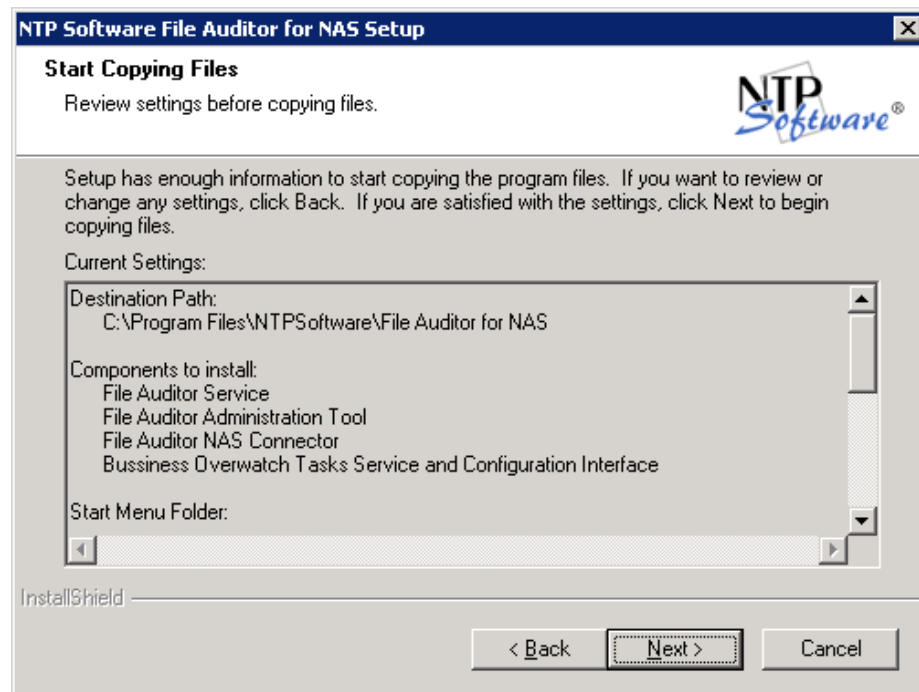 NTP Software File Auditor for NAS Setup
Start Copying Files
Review settings before copying files.
NTP
Software®
Setup has enough information to start copying the program files. If you want to review or
change any settings, click Back. If you are satisfied with the settings, click Next to begin
copying files.
Current Settings:
Destination Path:
C:\Program Files\NTPSoftware\File Auditor for NAS
Components to install:
File Auditor Service
File Auditor Administration Tool
File Auditor NAS Connector
Bussiness Overwatch Tasks Service and Configuration Interface
Start Menu Folder:
InstallShield
< Back
Next >
Cancel